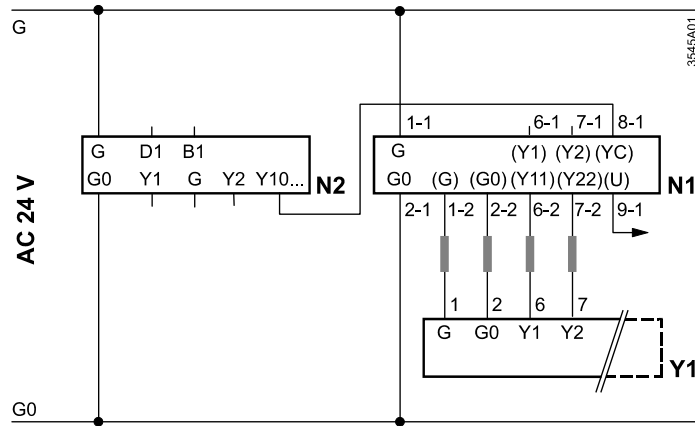 G
3545A01
1-1 6-1 7-1 8-1
G D1 B1
G (Y1) (Y2) (YC)
G0 Y1 G Y2 Y10... N2
G0 (G) (G0) (Y11) (Y22) (U) N1
2-1 1-2 2-2 6-2 7-2 9-1
AC 24 V
1 2 6 7
G G0 Y1 Y2
Y1
G0